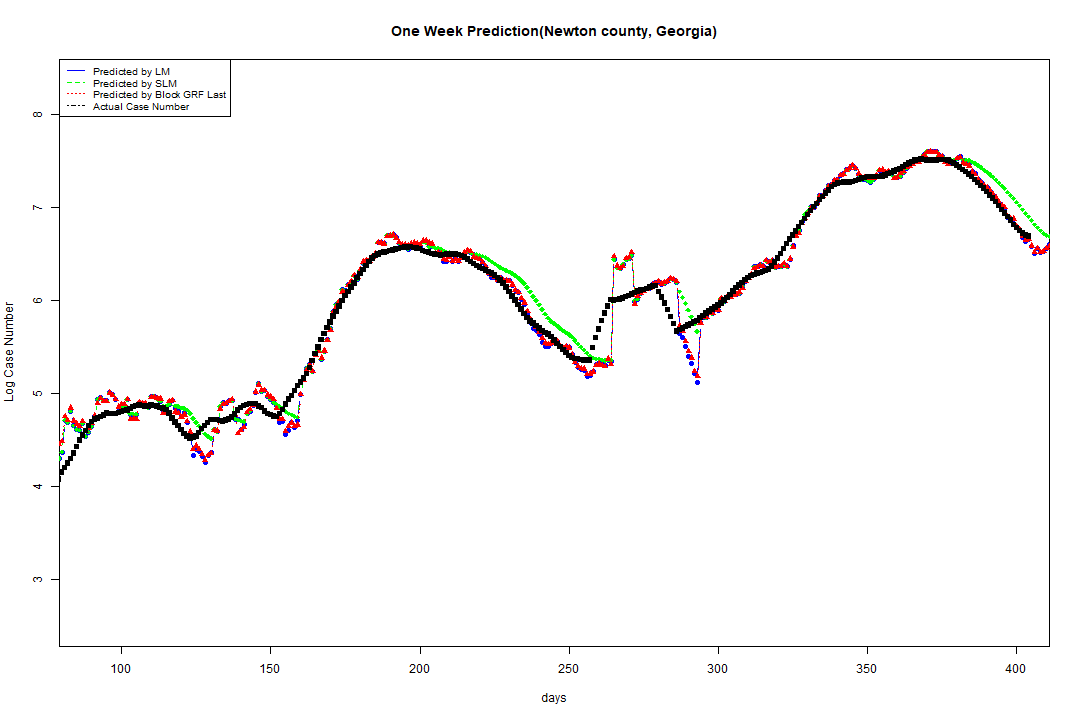 One Week Prediction(Newton county, Georgia)
Predicted by LM
Predicted by SLM
Predicted by Block GRF Last
Actual Case Number
Log Case Number
8
7
6
5
4
3
100 150 200 250 300 350 400
days